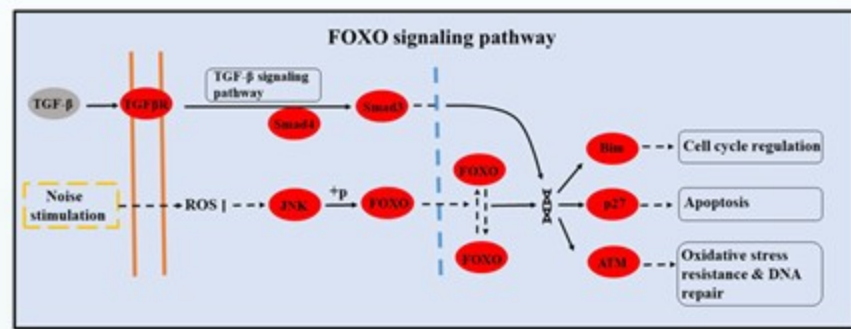 FOXO signaling pathway
TGF-β signaling
pathway
TGF-β
TGFβR
Smad3
Smad4
Bim
Cell cycle regulation
FOXO
Noise
stimulation
ROS
JNK
+p
FOXO
p27
Apoptosis
FOXO
ATM
Oxidative stress
resistance & DNA
repair